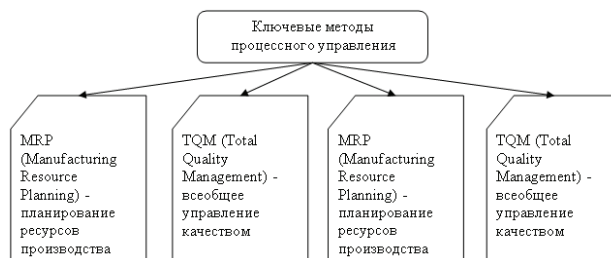 Ключевые методы
процессного управления
MRP
(Manufacturing
Resource
Planning) -
планирование
ресурсов
производства
TQM (Total
Quality
Management) -
всеобщее
управление
качеством
MRP
(Manufacturing
Resource
Planning) -
планирование
ресурсов
производства
TQM (Total
Quality
Management) -
всеобщее
управление
качеством